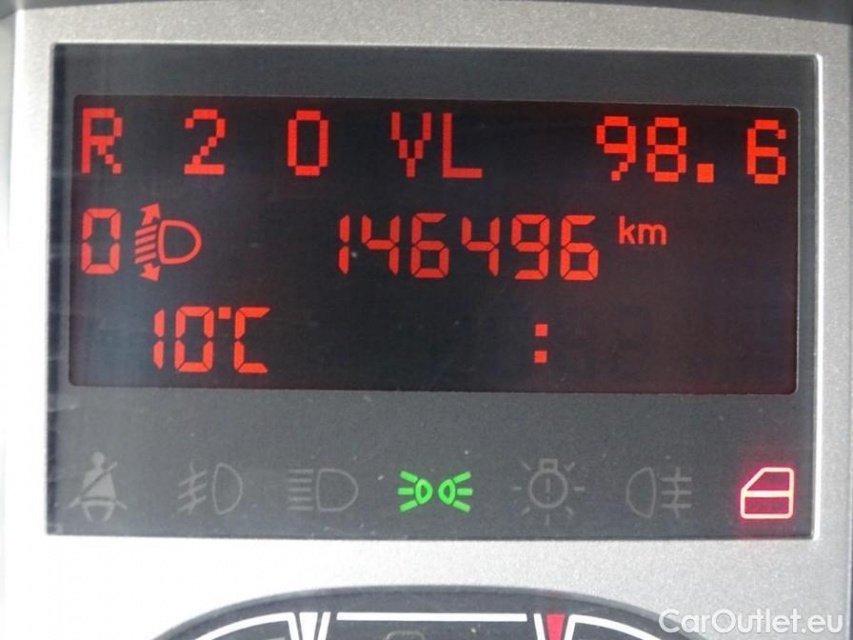 R 2 0 VL 98.6
0 146496 km
10°C :
CarOutlet.eu